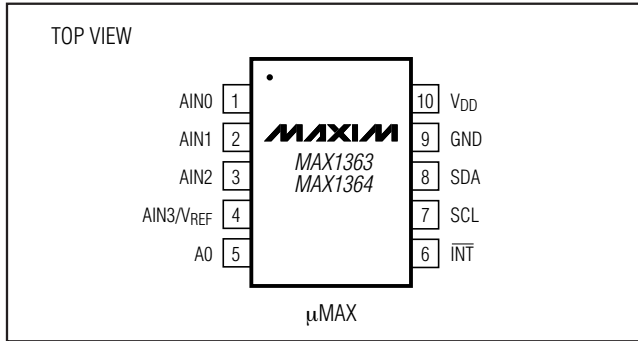 TOP VIEW
AIN0 1
AIN1 2
AIN2 3
AIN3/VREF 4
A0 5
MAXIM
MAX1363
MAX1364
10 VDD
9 GND
8 SDA
7 SCL
6 INT
µMAX